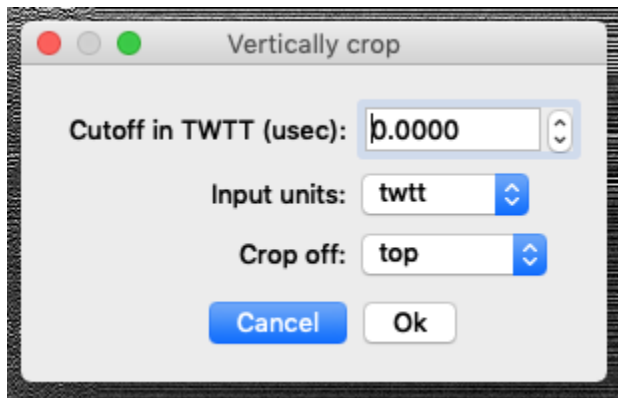 Vertically crop
Cutoff in TWTT (usec): 0.0000
Input units: twtt
Crop off: top
Cancel Ok